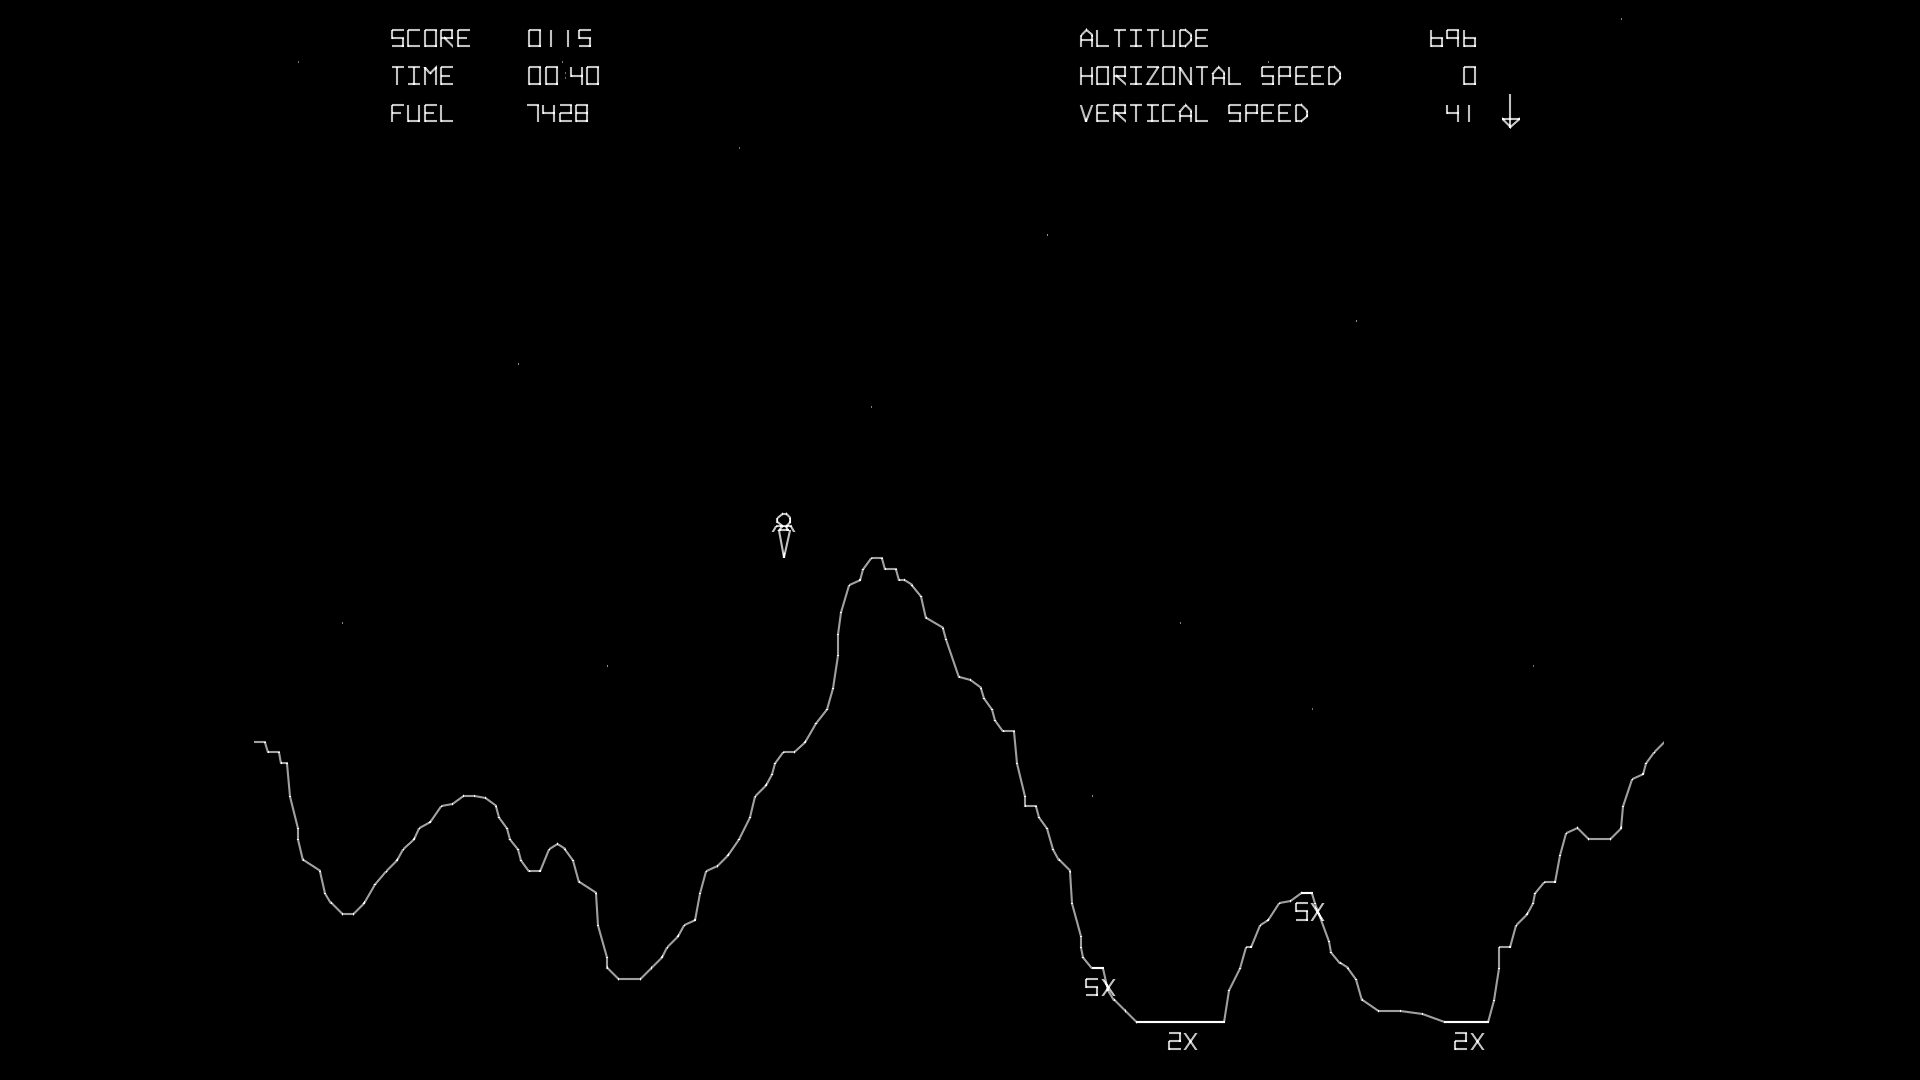 SCORE 0115
TIME 00:40
FUEL 7428
ALTITUDE 696
HORIZONTAL SPEED 0
VERTICAL SPEED 41
5X
5X
2X
2X